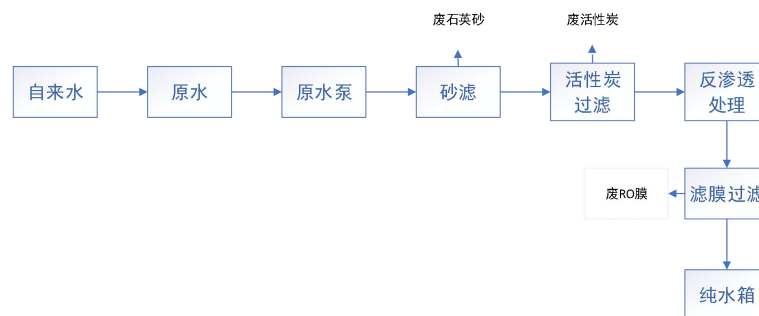 废石英砂
废活性炭
自来水
原水
原水泵
砂滤
活性炭
过滤
反渗透
处理
废RO膜
滤膜过滤
纯水箱